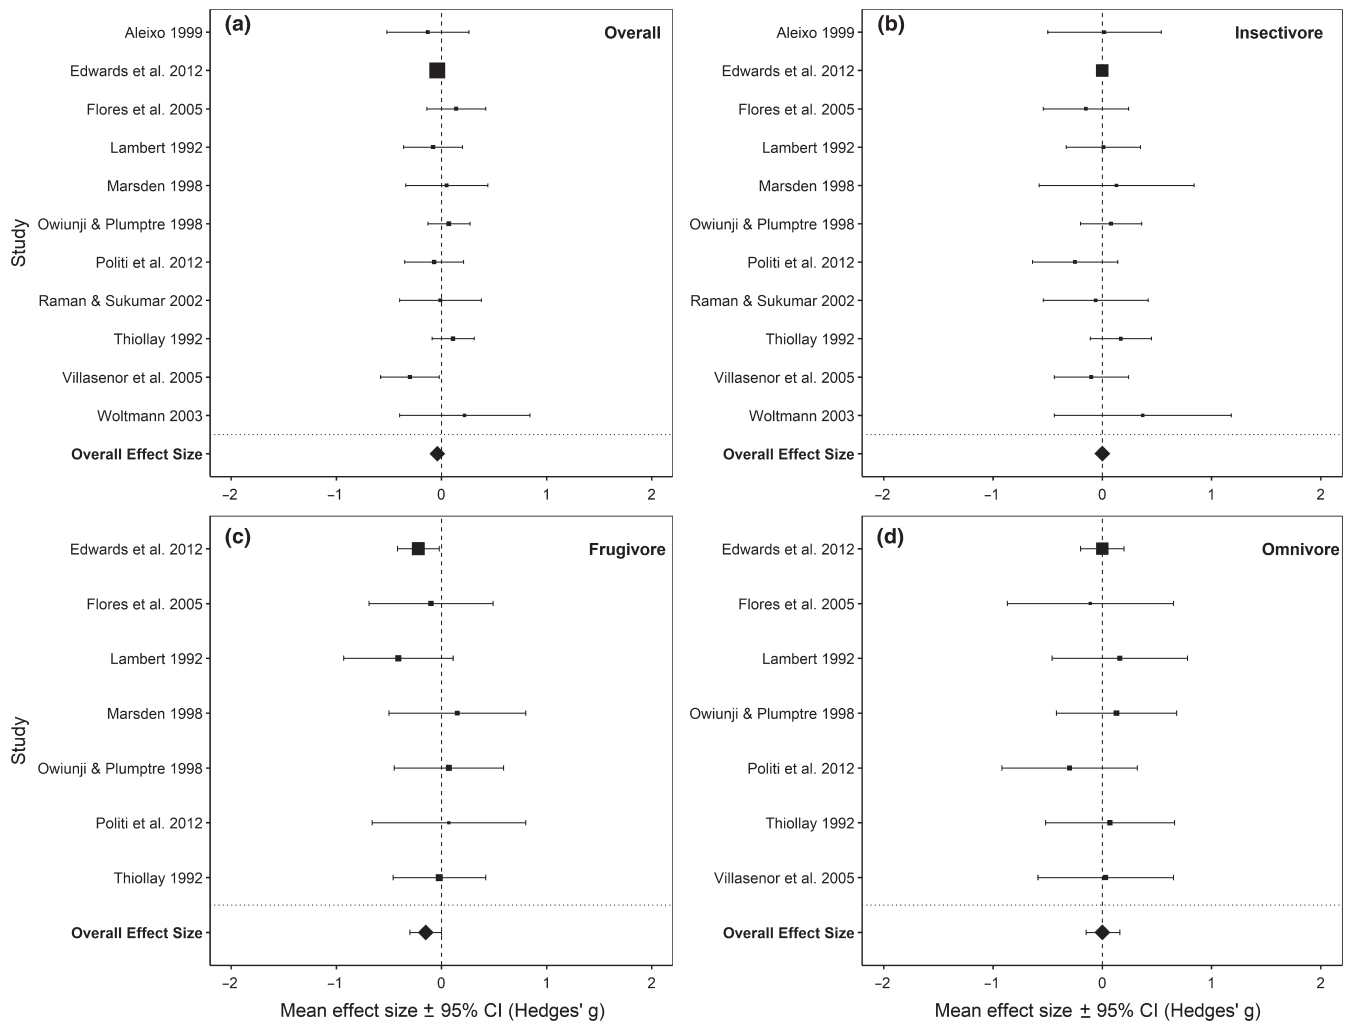 (a) Overall
Aleixo 1999
Edwards et al. 2012
Flores et al. 2005
Lambert 1992
Marsden 1998
Owiunji & Plumptre 1998
Politi et al. 2012
Raman & Sukumar 2002
Thiollay 1992
Villasenor et al. 2005
Woltmann 2003
Overall Effect Size
Study
−2 −1 0 1 2
(b) Insectivore
Aleixo 1999
Edwards et al. 2012
Flores et al. 2005
Lambert 1992
Marsden 1998
Owiunji & Plumptre 1998
Politi et al. 2012
Raman & Sukumar 2002
Thiollay 1992
Villasenor et al. 2005
Woltmann 2003
Overall Effect Size
−2 −1 0 1 2
(c) Frugivore
Edwards et al. 2012
Flores et al. 2005
Lambert 1992
Marsden 1998
Owiunji & Plumptre 1998
Politi et al. 2012
Thiollay 1992
Overall Effect Size
Study
−2 −1 0 1 2
Mean effect size ± 95% CI (Hedges' g)
(d) Omnivore
Edwards et al. 2012
Flores et al. 2005
Lambert 1992
Owiunji & Plumptre 1998
Politi et al. 2012
Thiollay 1992
Villasenor et al. 2005
Overall Effect Size
−2 −1 0 1 2
Mean effect size ± 95% CI (Hedges' g)